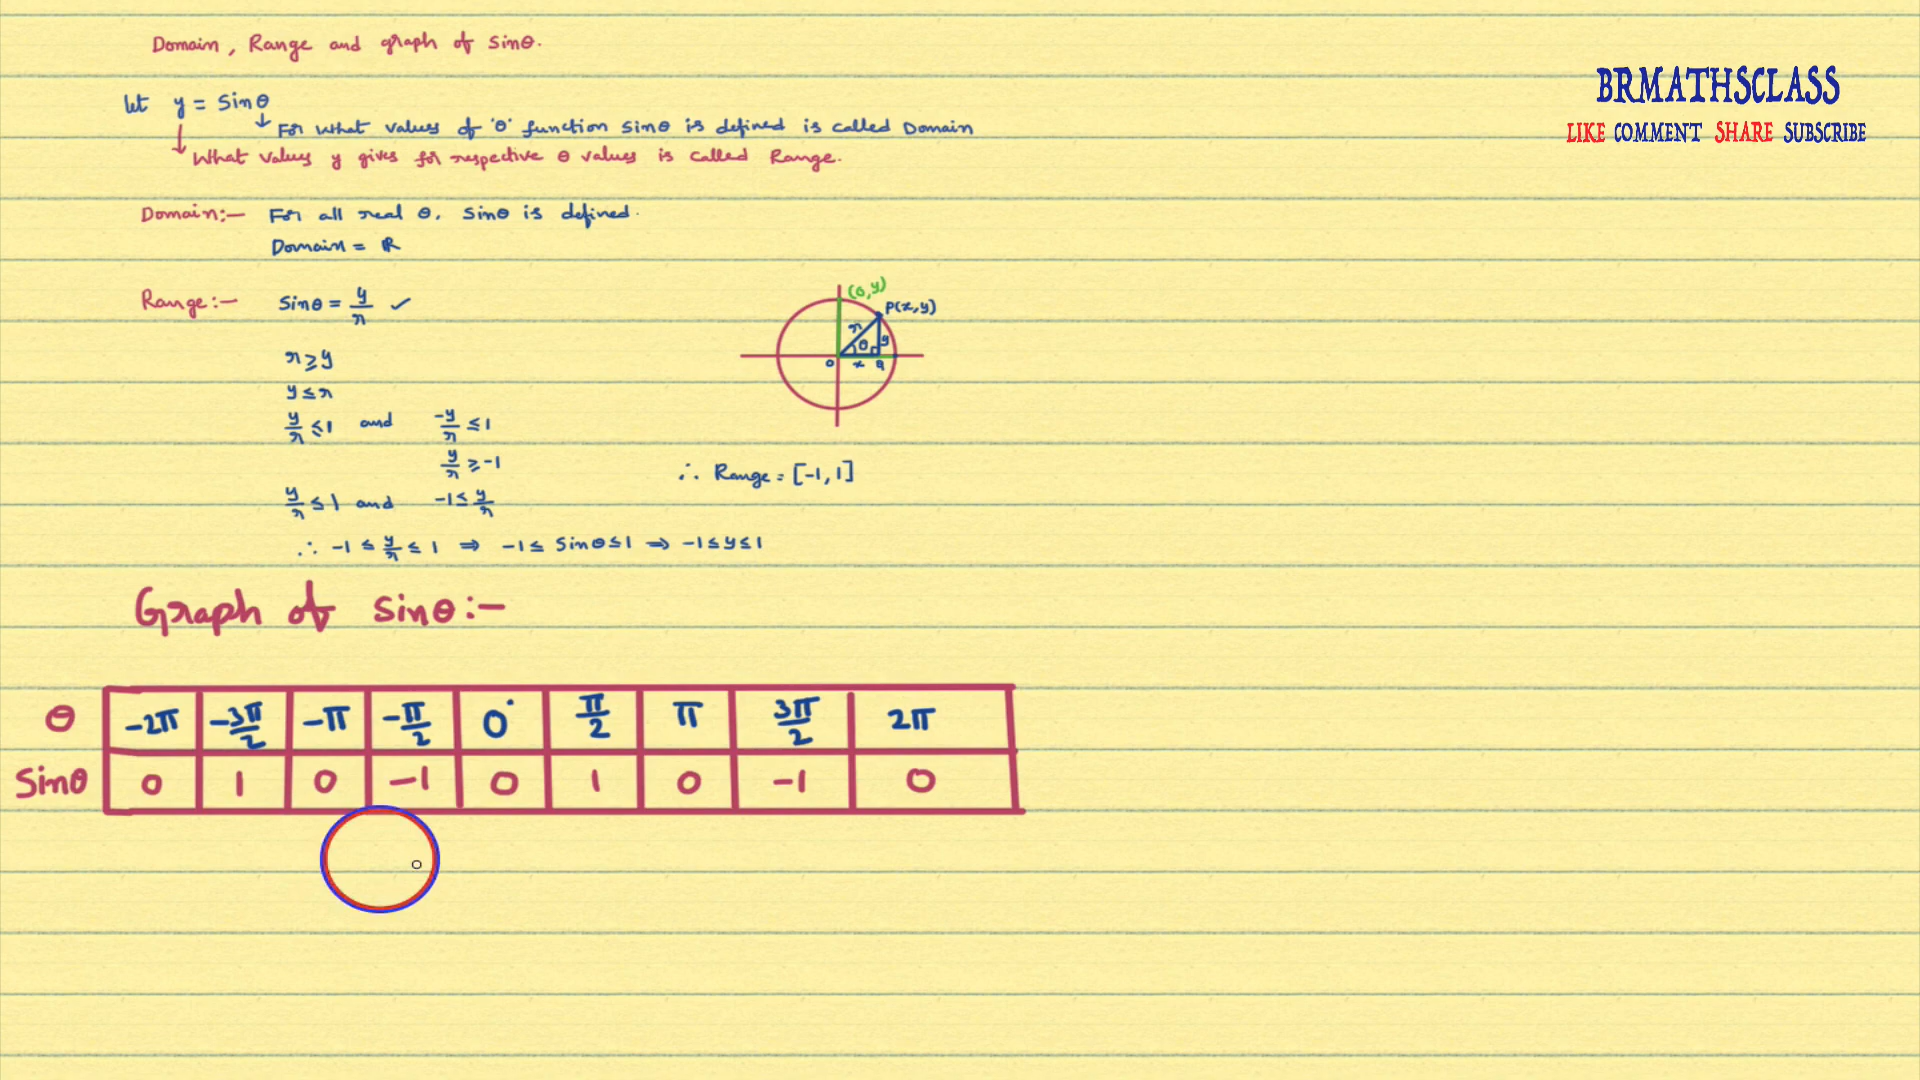 Domain, Range and graph of sinθ.
BRMATHSCLASS
LIKE COMMENT SHARE SUBSCRIBE
let y = sinθ
For what values of 'θ' function sinθ is defined is called Domain
What values y gives for respective θ values is called Range.
Domain:- For all real θ, sinθ is defined.
Domain = ℝ
Range:- sinθ = y/r ✓
(0,y)
P(x,y)
r
θ
y
O x Q
r ≥ y
y ≤ r
y/r ≤ 1 and -y/r ≤ 1
y/r ≥ -1
∴ Range = [-1, 1]
y/r ≤ 1 and -1 ≤ y/r
∴ -1 ≤ y/r ≤ 1 ⇒ -1 ≤ sinθ ≤ 1 ⇒ -1 ≤ y ≤ 1
Graph of sinθ:-
θ -2π -3π/2 -π -π/2 0° π/2 π 3π/2 2π
Sinθ 0 1 0 -1 0 1 0 -1 0